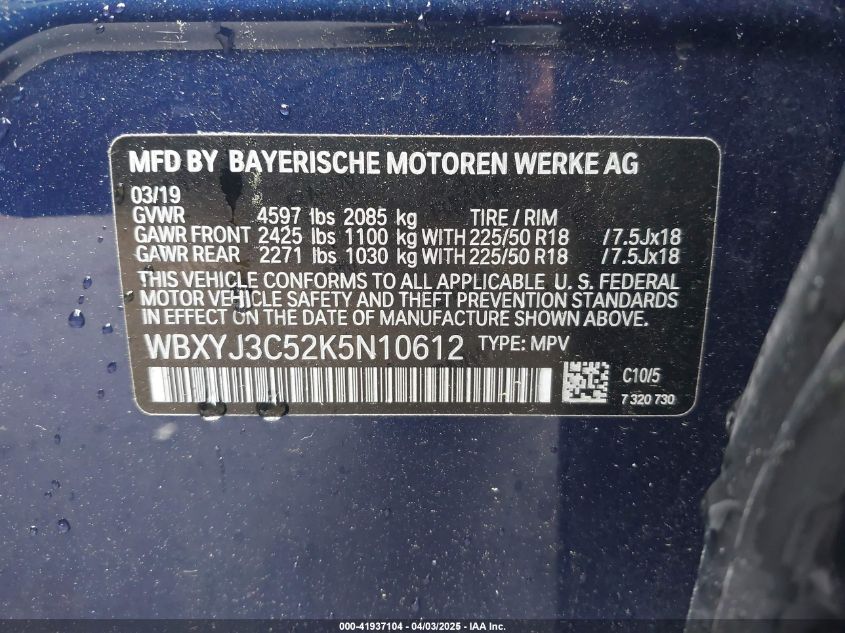 MFD BY BAYERISCHE MOTOREN WERKE AG
03/19
GVWR 4597 lbs 2085 kg TIRE / RIM
GAWR FRONT 2425 lbs 1100 kg WITH 225/50 R18 /7.5Jx18
GAWR REAR 2271 lbs 1030 kg WITH 225/50 R18 /7.5Jx18
THIS VEHICLE CONFORMS TO ALL APPLICABLE U. S. FEDERAL
MOTOR VEHICLE SAFETY AND THEFT PREVENTION STANDARDS
IN EFFECT ON THE DATE OF MANUFACTURE SHOWN ABOVE.
WBXYJ3C52K5N10612 TYPE: MPV
C10/5
7 320 730
000-41937104 - 04/03/2025 - IAA Inc.